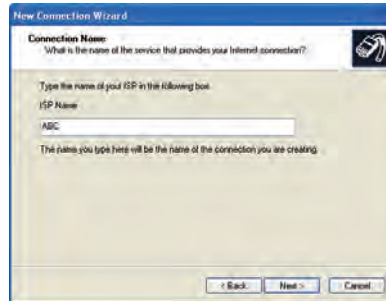 New Connection Wizard
Connection Name
What is the name of the service that provides your Internet connection?
Type the name of your ISP in the following box.
ISP Name
ABC
The name you type here will be the name of the connection you are creating.
< Back
Next >
Cancel